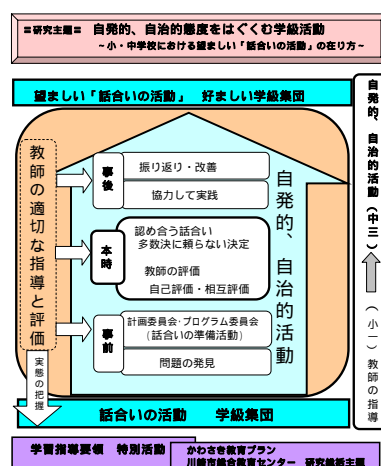 =研究主題= 自発的、自治的態度をはぐくむ学級活動
~小・中学校における望ましい「話合いの活動」の在り方~
望ましい「話合いの活動」 好ましい学級集団
教師の適切な指導と評価
実態の把握
事後
振り返り・改善
協力して実践
本時
認め合う話合い
多数決に頼らない決定
教師の評価
自己評価・相互評価
事前
計画委員会・プログラム委員会
(話合いの準備活動)
問題の発見
自発的、自治的活動
自発的、自治的活動(中三)
(小一)教師の指導
話合いの活動 学級集団
学習指導要領 特別活動
かわさき教育プラン
川崎市総合教育センター 研究総括主題